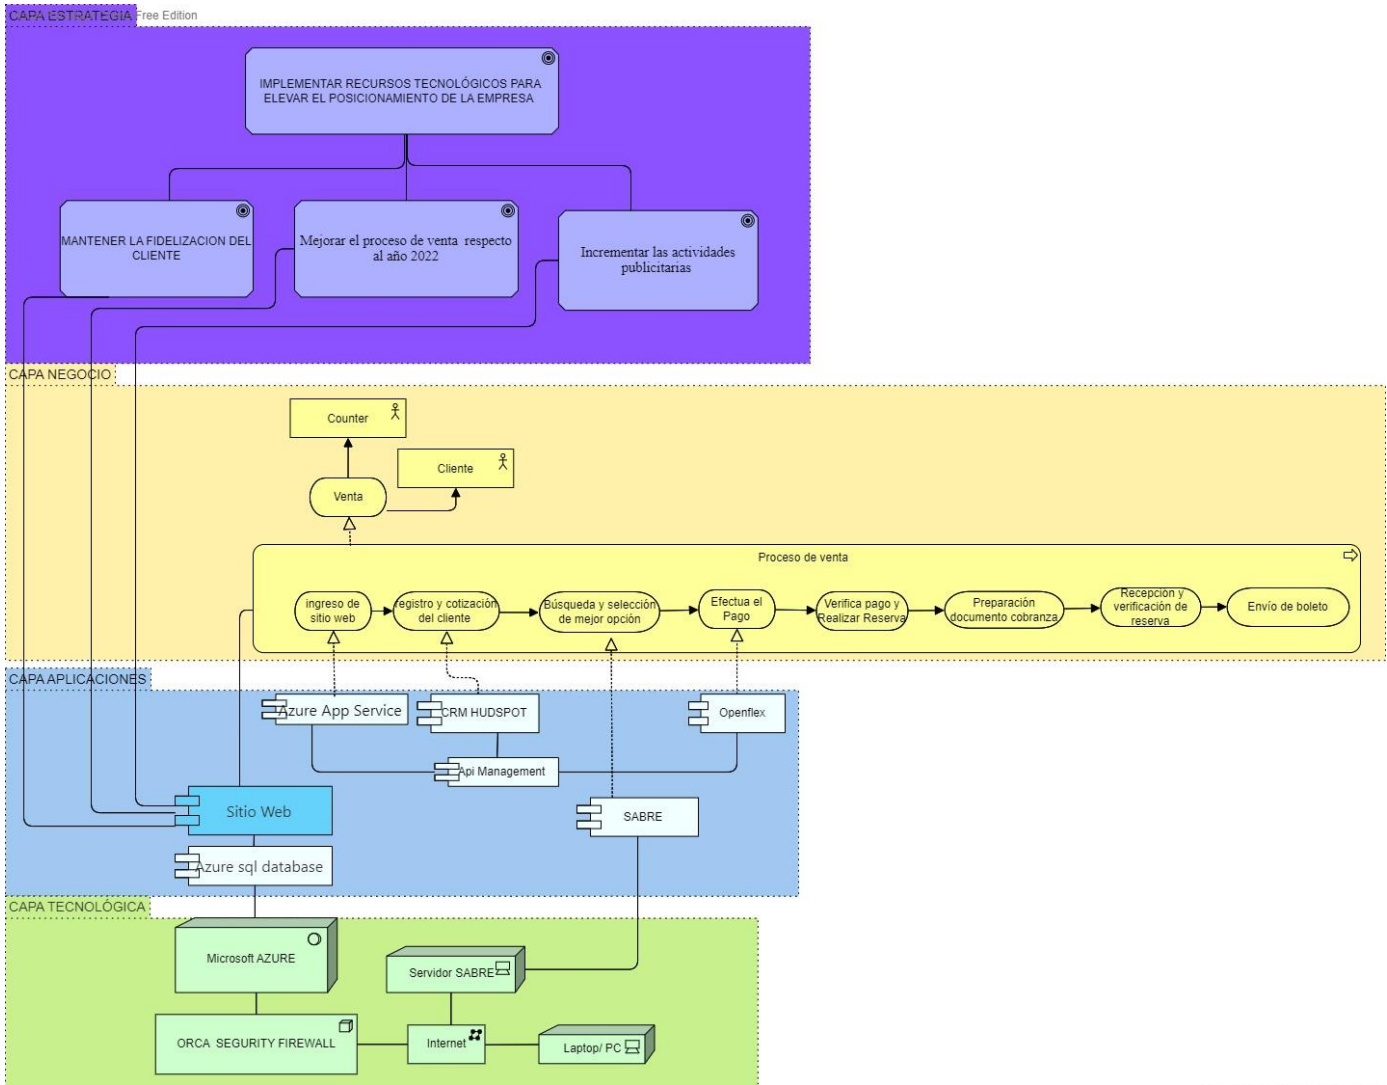 CAPA ESTRATEGIA
Free Edition
IMPLEMENTAR RECURSOS TECNOLÓGICOS PARA
ELEVAR EL POSICIONAMIENTO DE LA EMPRESA
MANTENER LA FIDELIZACION DEL
CLIENTE
Mejorar el proceso de venta respecto
al año 2022
Incrementar las actividades
publicitarias
CAPA NEGOCIO
Counter
Cliente
Venta
Proceso de venta
ingreso de
sitio web
registro y cotización
del cliente
Búsqueda y selección
de mejor opción
Efectua el
Pago
Verifica pago y
Realizar Reserva
Preparación
documento cobranza
Recepción y
verificación de
reserva
Envío de boleto
CAPA APLICACIONES
Azure App Service
CRM HUDSPOT
Openflex
Api Management
Sitio Web
SABRE
Azure sql database
CAPA TECNOLÓGICA
Microsoft AZURE
Servidor SABRE
ORCA SEGURITY FIREWALL
Internet
Laptop/ PC